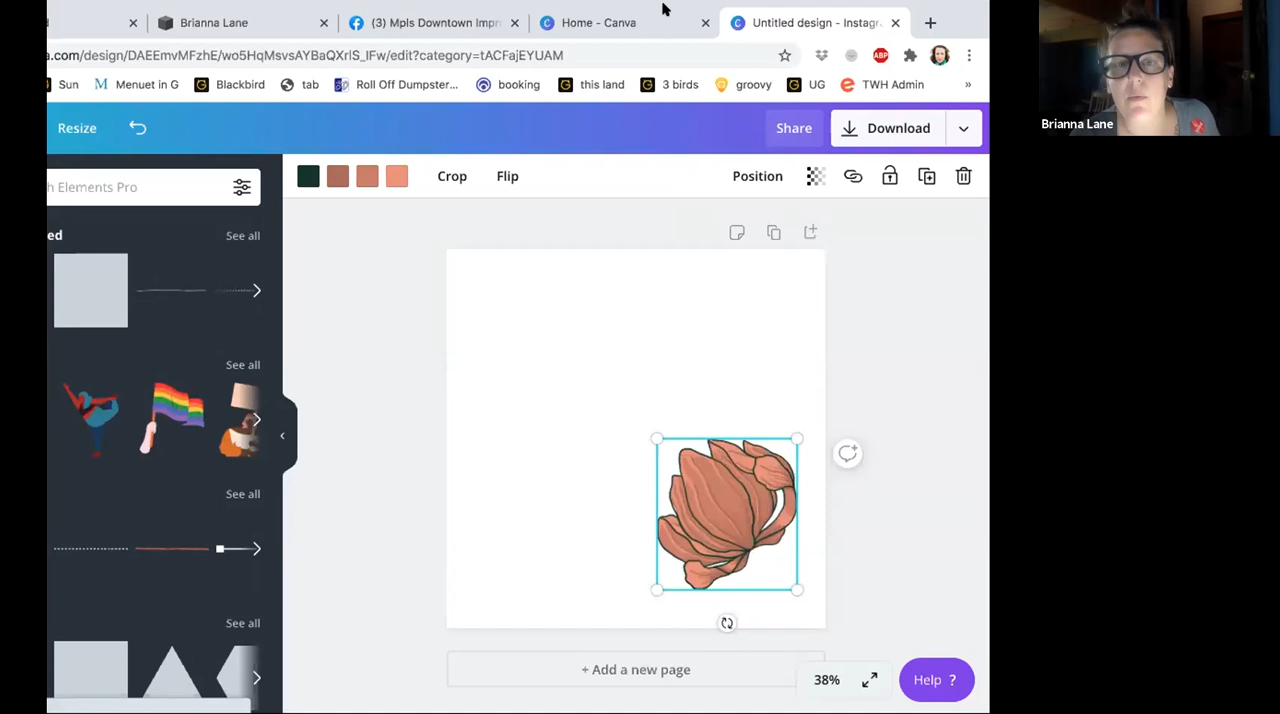 Brianna Lane
(3) Mpls Downtown Impr
Home - Canva
Untitled design - Instagr
a.com/design/DAEEmvMFzhE/wo5HqMsvsAYBaQXrlS_lFw/edit?category=tACFajEYUAM
ABP
Sun
M Menuet in G
Blackbird
tab
Roll Off Dumpster...
booking
this land
3 birds
groovy
UG
TWH Admin
»
Brianna Lane
Resize
Share
Download
h Elements Pro
Crop
Flip
Position
ed
See all
See all
See all
See all
+ Add a new page
38%
Help ?